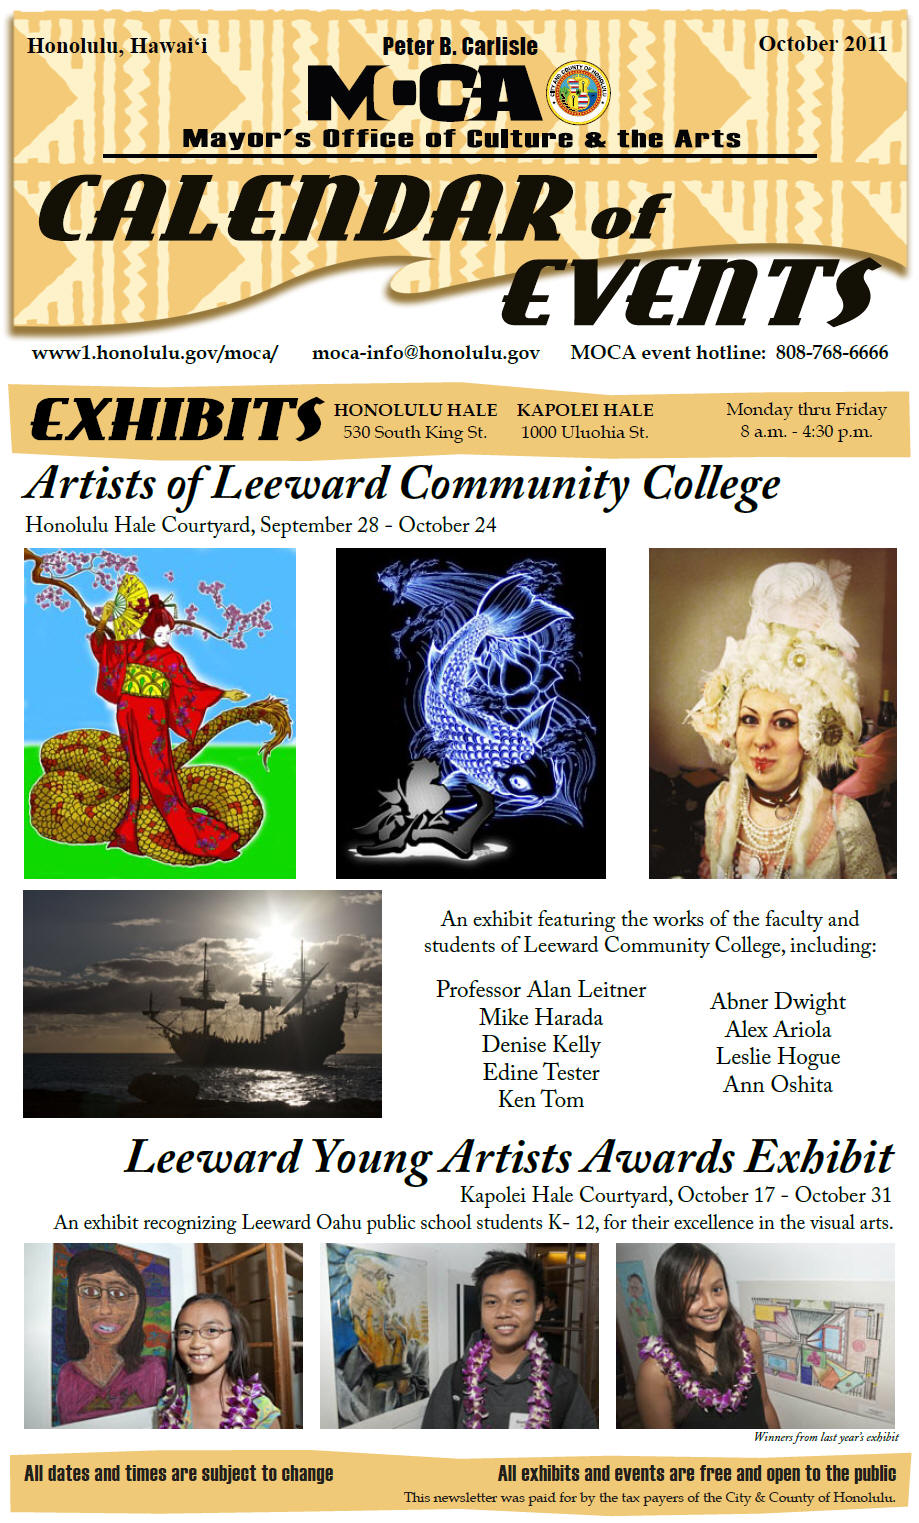 Honolulu, Hawai‘i
Peter B. Carlisle
October 2011
MOCA
CITY AND COUNTY OF HONOLULU
Mayor's Office of Culture & the Arts
CALENDAR of
EVENTS
www1.honolulu.gov/moca/ moca-info@honolulu.gov MOCA event hotline: 808-768-6666
EXHIBITS
HONOLULU HALE
530 South King St.
KAPOLEI HALE
1000 Uluohia St.
Monday thru Friday
8 a.m. - 4:30 p.m.
Artists of Leeward Community College
Honolulu Hale Courtyard, September 28 - October 24
An exhibit featuring the works of the faculty and
students of Leeward Community College, including:
Professor Alan Leitner
Mike Harada
Denise Kelly
Edine Tester
Ken Tom
Abner Dwight
Alex Ariola
Leslie Hogue
Ann Oshita
Leeward Young Artists Awards Exhibit
Kapolei Hale Courtyard, October 17 - October 31
An exhibit recognizing Leeward Oahu public school students K- 12, for their excellence in the visual arts.
Winners from last year's exhibit
All dates and times are subject to change
All exhibits and events are free and open to the public
This newsletter was paid for by the tax payers of the City & County of Honolulu.